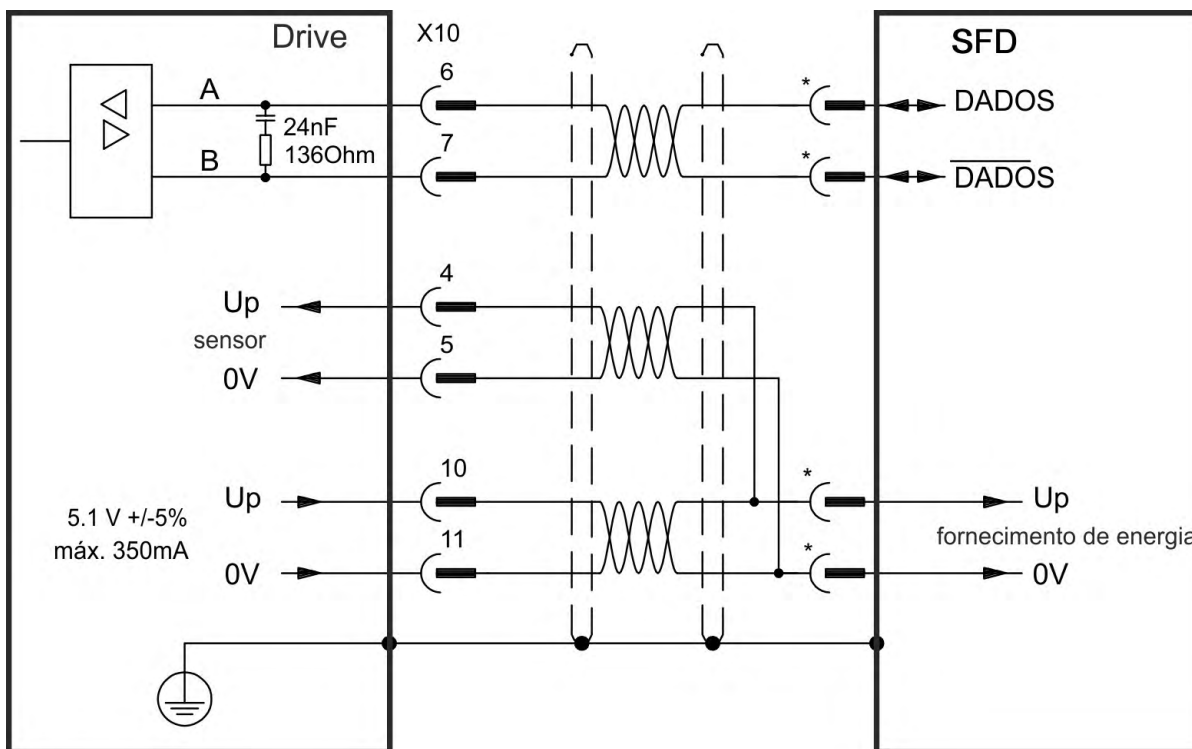 Drive
X10
SFD
6
A
*
DADOS
24nF
136Ohm
7
B
*
DADOS
4
Up
sensor
5
0V
10
*
Up
Up
5.1 V +/-5%
máx. 350mA
11
fornecimento de energia
*
0V
0V